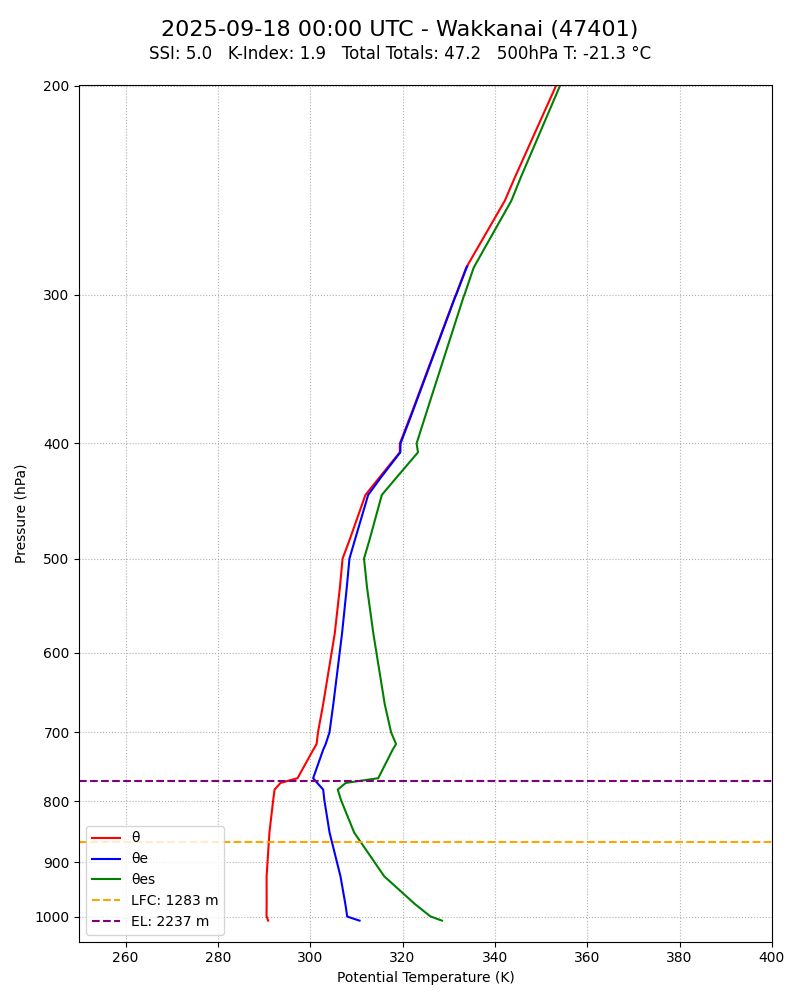 2025-09-18 00:00 UTC - Wakkanai (47401)
SSI: 5.0   K-Index: 1.9   Total Totals: 47.2   500hPa T: -21.3 °C
200
300
400
500
600
700
800
900
1000
Pressure (hPa)
θ
θe
θes
LFC: 1283 m
EL: 2237 m
260
280
300
320
340
360
380
400
Potential Temperature (K)